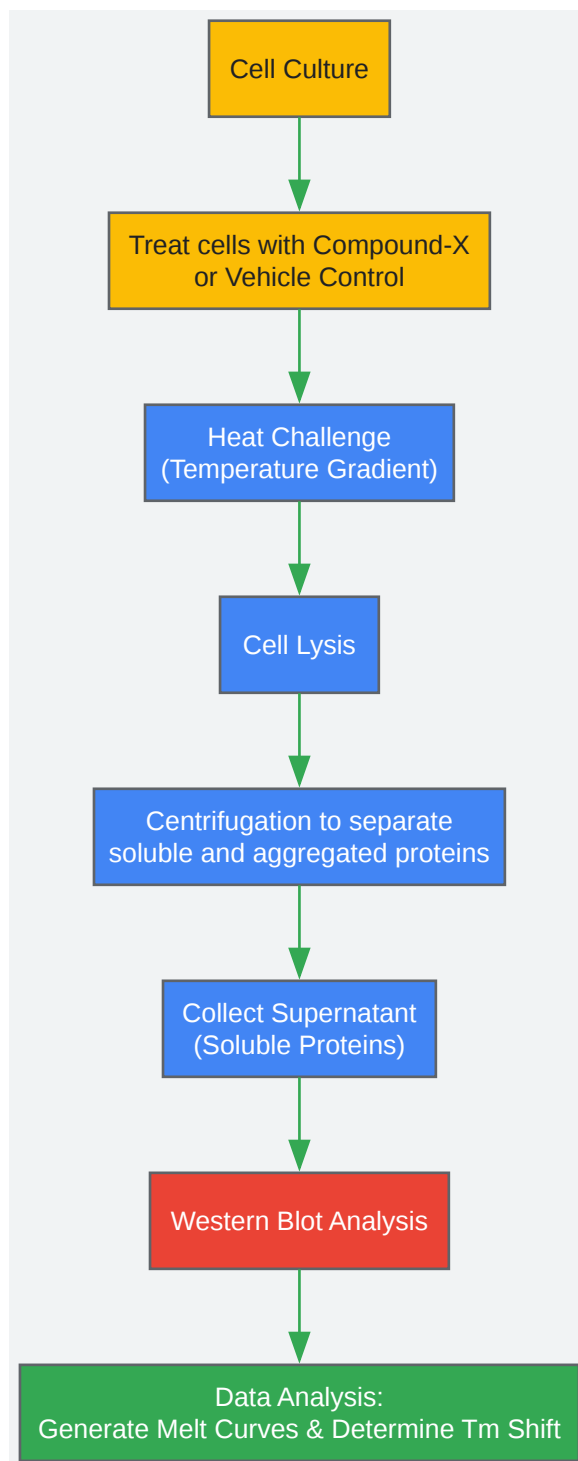 Cell Culture
Treat cells with Compound-X
or Vehicle Control
Heat Challenge
(Temperature Gradient)
Cell Lysis
Centrifugation to separate
soluble and aggregated proteins
Collect Supernatant
(Soluble Proteins)
Western Blot Analysis
Data Analysis:
Generate Melt Curves & Determine Tm Shift